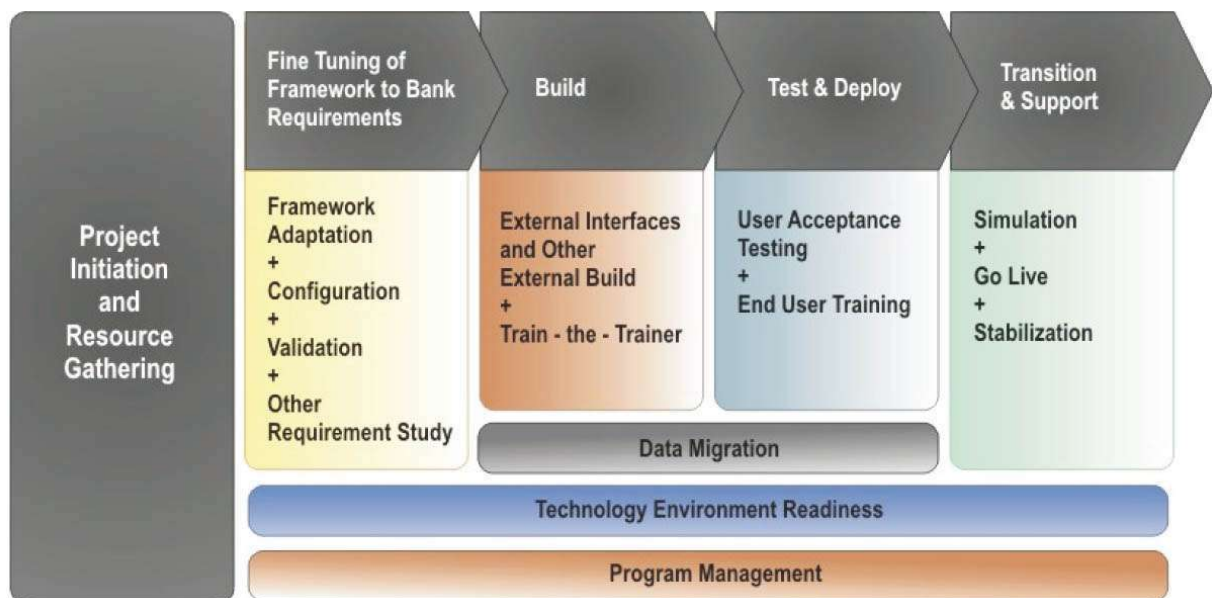 Project
Initiation
and
Resource
Gathering
Fine Tuning of
Framework to Bank
Requirements
Build
Test & Deploy
Transition
& Support
Framework
Adaptation
+
Configuration
+
Validation
+
Other
Requirement Study
External Interfaces
and Other
External Build
+
Train - the - Trainer
User Acceptance
Testing
+
End User Training
Simulation
+
Go Live
+
Stabilization
Data Migration
Technology Environment Readiness
Program Management